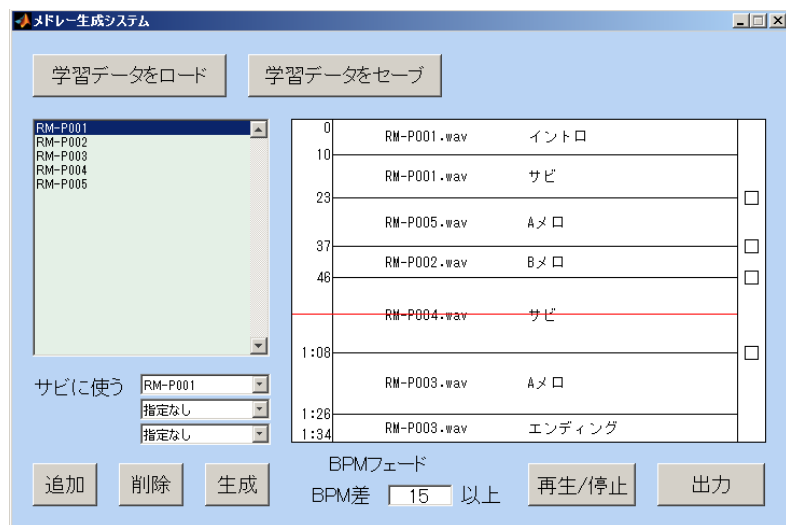 メドレー生成システム
学習データをロード 学習データをセーブ
RM-P001
RM-P002
RM-P003
RM-P004
RM-P005
0
RM-P001.wav イントロ
10
RM-P001.wav サビ
23
RM-P005.wav Aメロ
37
RM-P002.wav Bメロ
46
RM-P004.wav サビ
1:08
RM-P003.wav Aメロ
1:26
RM-P003.wav エンディング
1:34
サビに使う RM-P001
指定なし
指定なし
追加 削除 生成
BPMフェード
BPM差 15 以上
再生/停止 出力